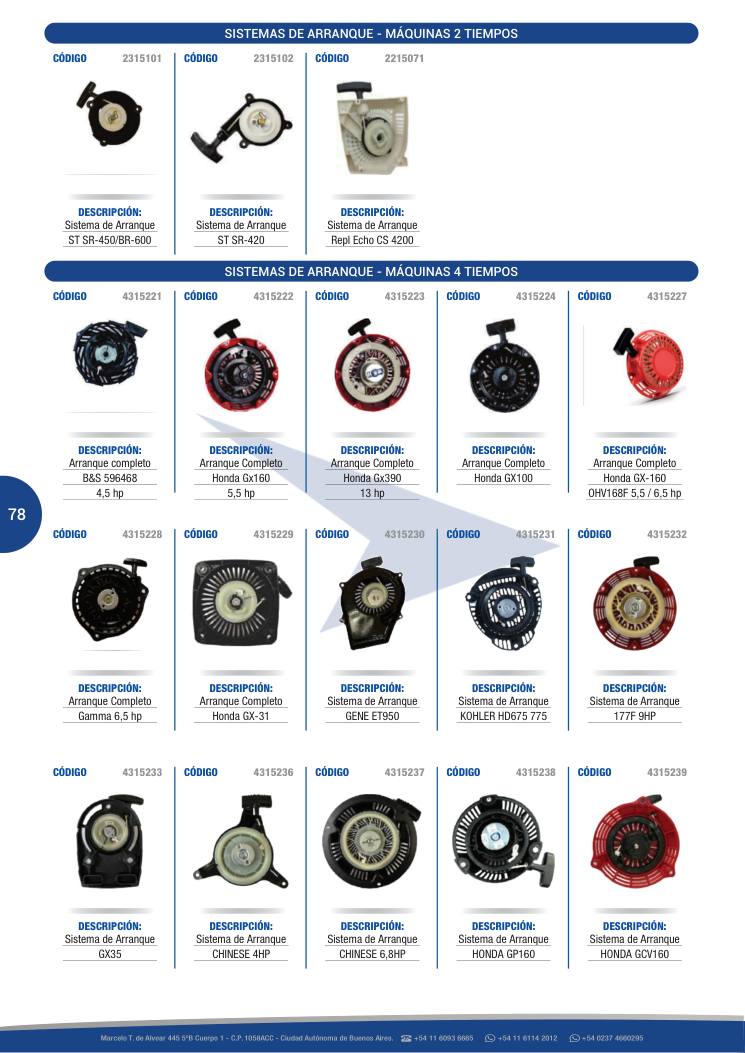 SISTEMAS DE ARRANQUE - MÁQUINAS 2 TIEMPOS
CÓDIGO 2315101
DESCRIPCIÓN:
Sistema de Arranque
ST SR-450/BR-600
CÓDIGO 2315102
DESCRIPCIÓN:
Sistema de Arranque
ST SR-420
CÓDIGO 2215071
DESCRIPCIÓN:
Sistema de Arranque
Repl Echo CS 4200
SISTEMAS DE ARRANQUE - MÁQUINAS 4 TIEMPOS
CÓDIGO 4315221
DESCRIPCIÓN:
Arranque completo
B&S 596468
4,5 hp
CÓDIGO 4315222
DESCRIPCIÓN:
Arranque Completo
Honda Gx160
5,5 hp
CÓDIGO 4315223
DESCRIPCIÓN:
Arranque Completo
Honda Gx390
13 hp
CÓDIGO 4315224
DESCRIPCIÓN:
Arranque Completo
Honda GX100
CÓDIGO 4315227
DESCRIPCIÓN:
Arranque Completo
Honda GX-160
OHV168F 5,5 / 6,5 hp
78
CÓDIGO 4315228
DESCRIPCIÓN:
Arranque Completo
Gamma 6,5 hp
CÓDIGO 4315229
DESCRIPCIÓN:
Arranque Completo
Honda GX-31
CÓDIGO 4315230
DESCRIPCIÓN:
Sistema de Arranque
GENE ET950
CÓDIGO 4315231
DESCRIPCIÓN:
Sistema de Arranque
KOHLER HD675 775
CÓDIGO 4315232
DESCRIPCIÓN:
Sistema de Arranque
177F 9HP
CÓDIGO 4315233
DESCRIPCIÓN:
Sistema de Arranque
GX35
CÓDIGO 4315236
DESCRIPCIÓN:
Sistema de Arranque
CHINESE 4HP
CÓDIGO 4315237
DESCRIPCIÓN:
Sistema de Arranque
CHINESE 6,8HP
CÓDIGO 4315238
DESCRIPCIÓN:
Sistema de Arranque
HONDA GP160
CÓDIGO 4315239
DESCRIPCIÓN:
Sistema de Arranque
HONDA GCV160
Marcelo T. de Alvear 445 5ºB Cuerpo 1 - C.P. 1058ACC - Ciudad Autónoma de Buenos Aires. +54 11 6093 6665 +54 11 6114 2012 +54 0237 4660295